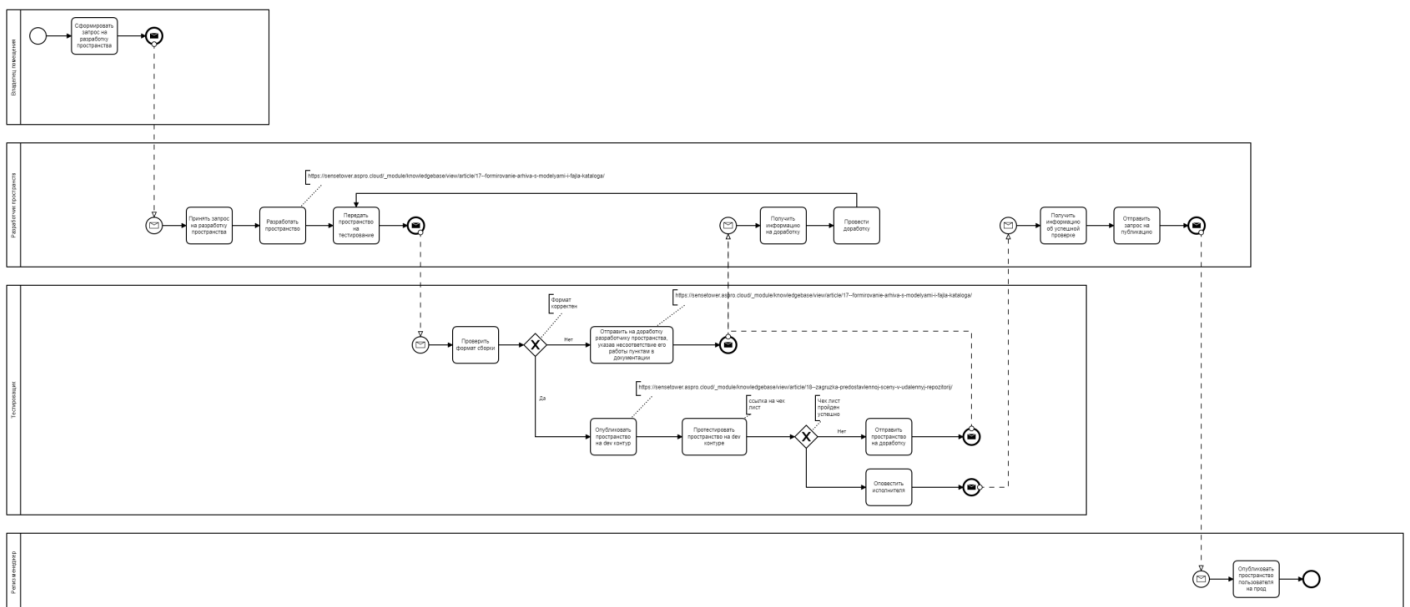 Владелец помещения
Сформировать
запрос на
разработку
пространства
Разработчик пространств
https://sensetower.aspro.cloud/_module/knowledgebase/view/article/17--formirovanie-arhiva-s-modelyami-i-fajla-kataloga/
Принять запрос
на разработку
пространства
Разработать
пространство
Передать
пространство
на
тестирование
Получить
информацию
на доработку
Провести
доработку
Получить
информацию
об успешной
проверке
Отправить
запрос на
публикацию
Тестировщик
Проверить
формат сборки
Формат
корректен
Нет
Да
https://sensetower.aspro.cloud/_module/knowledgebase/view/article/17--formirovanie-arhiva-s-modelyami-i-fajla-kataloga/
Отправить на доработку
разработчику пространства,
указав несоответствие его
работы пунктам в
документации
https://sensetower.aspro.cloud/_module/knowledgebase/view/article/18--zagruzka-predostavlennoj-sceny-v-udalennyj-repozitorij/
Опубликовать
пространство
на dev контур
ссылка на чек
лист
Протестировать
пространство на dev
контуре
Чек лист
пройден
успешно
Нет
Отправить
пространство
на доработку
Оповестить
исполнителя
Релиз менеджер
Опубликовать
пространство
пользователя
на прод